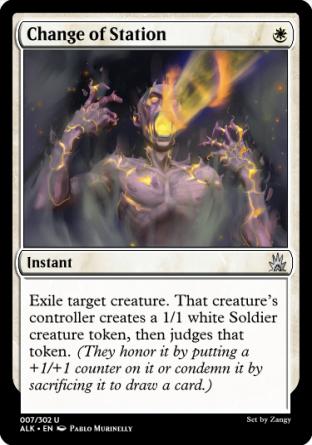 Change of Station
Instant
Exile target creature. That creature's
controller creates a 1/1 white Soldier
creature token, then judges that
token. (They honor it by putting a
+1/+1 counter on it or condemn it by
sacrificing it to draw a card.)
007/302 U
ALK • EN Pablo Murinelly
Set by Zangy